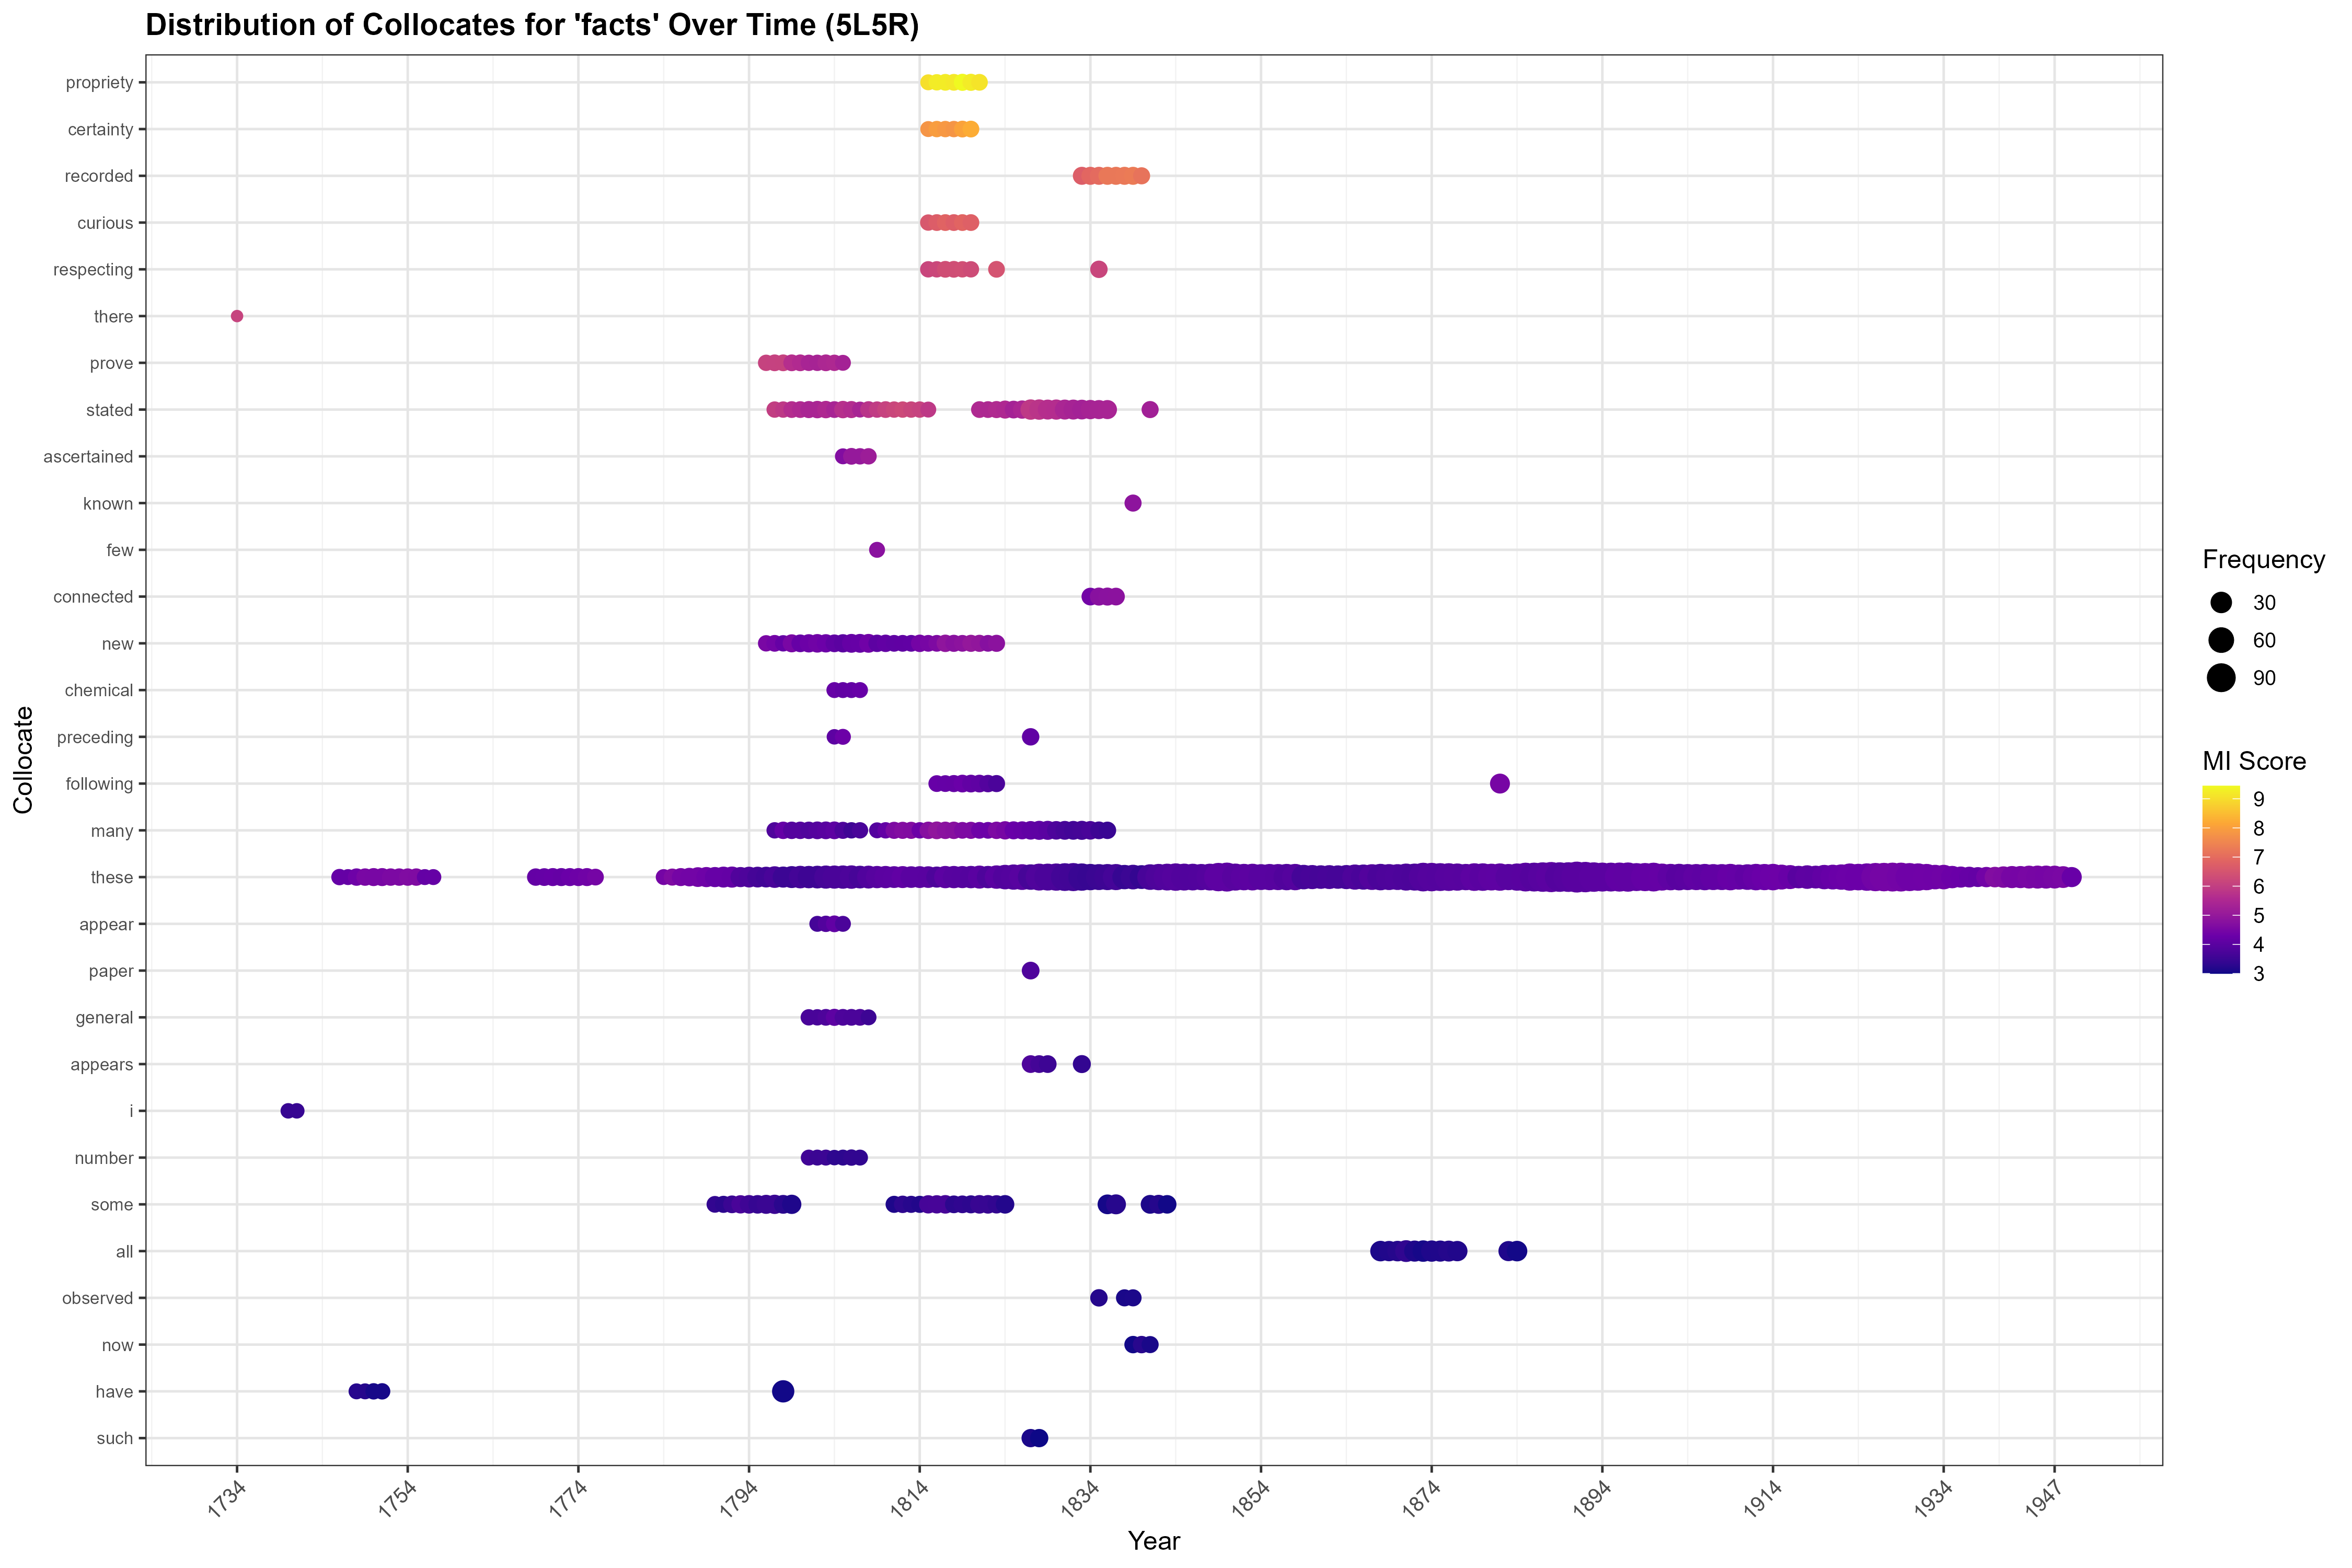 Distribution of Collocates for 'facts' Over Time (5L5R)
propriety
certainty
recorded
curious
respecting
there
prove
stated
ascertained
known
few
connected
new
chemical
preceding
following
many
these
appear
paper
general
appears
i
number
some
all
observed
now
have
such
Collocate
1734
1754
1774
1794
1814
1834
1854
1874
1894
1914
1934
1947
Year
Frequency
30
60
90
MI Score
9
8
7
6
5
4
3